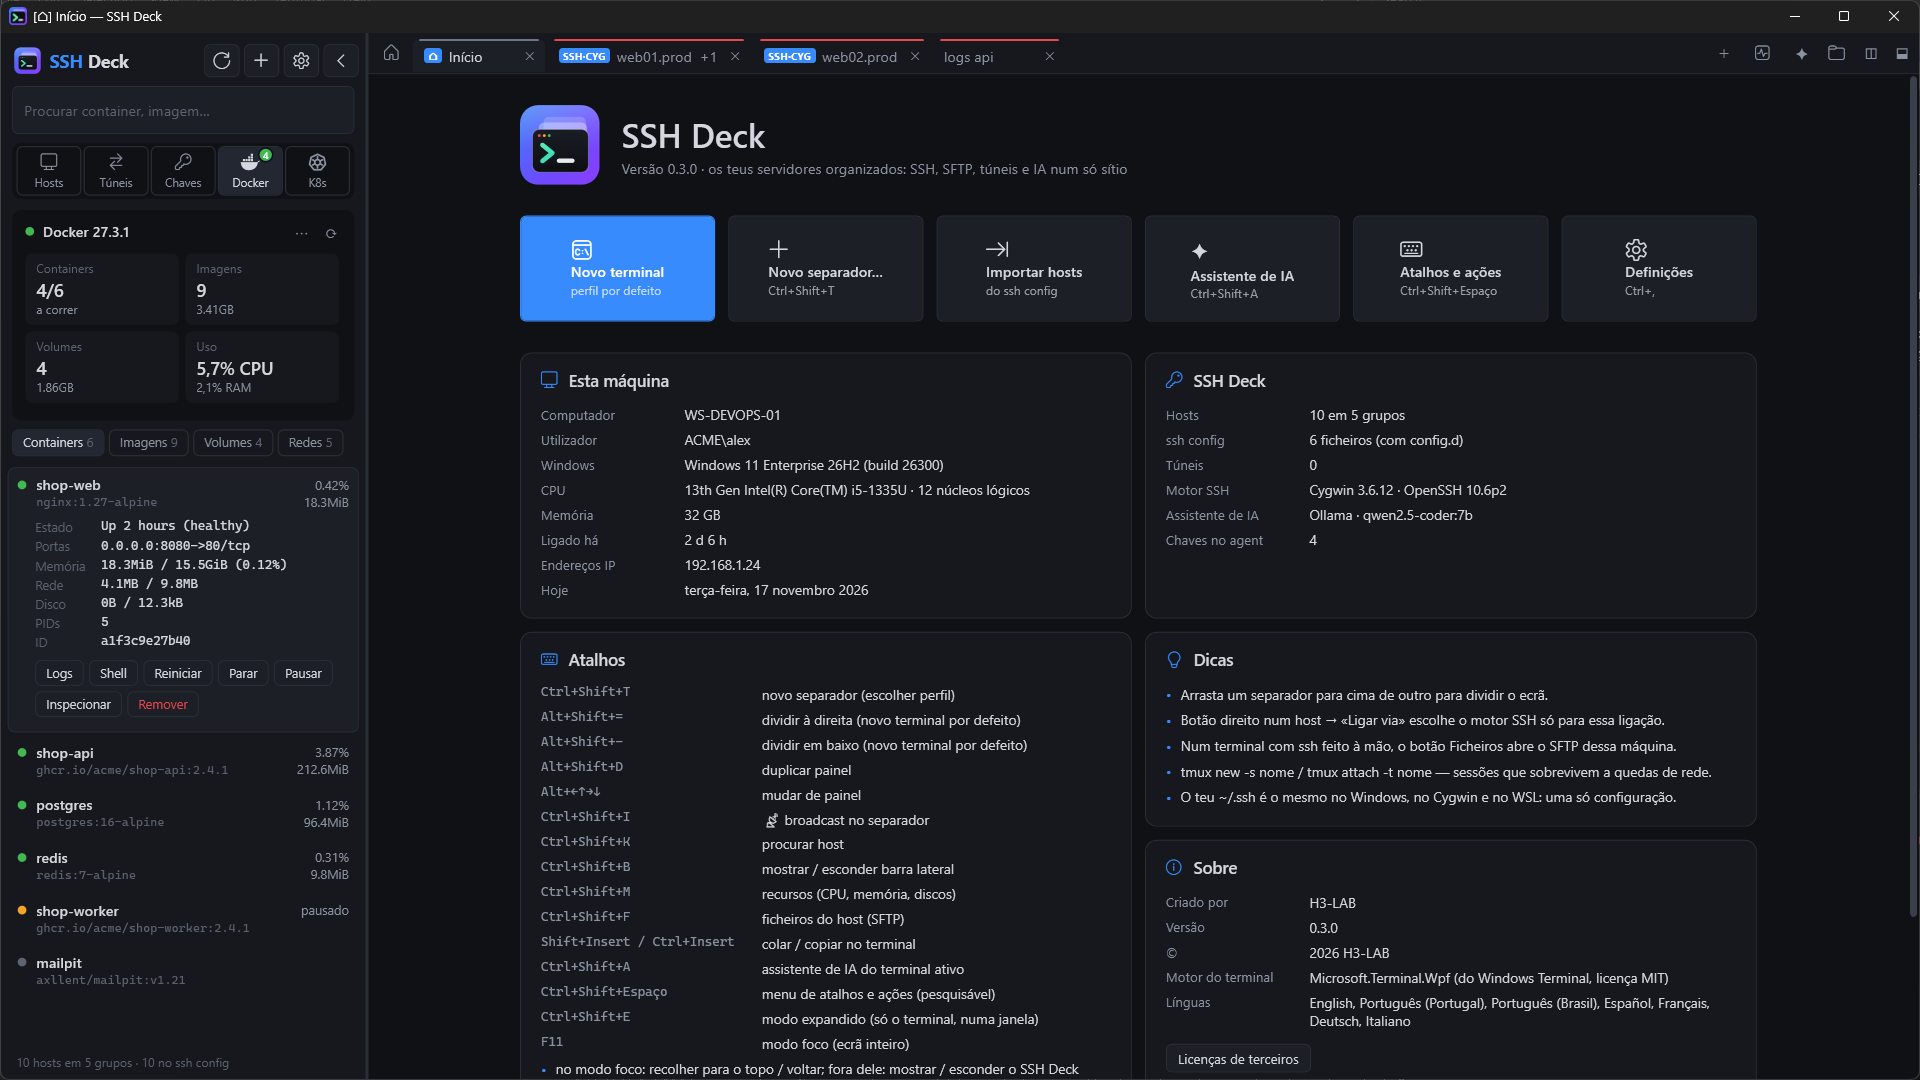 [⌂] Início — SSH Deck
SSH Deck
Procurar container, imagem...
Hosts
Túneis
Chaves
4
Docker
K8s
Docker 27.3.1
Containers
4/6
a correr
Imagens
9
3.41GB
Volumes
4
1.86GB
Uso
5,7% CPU
2,1% RAM
Containers 6
Imagens 9
Volumes 4
Redes 5
shop-web 0.42%
nginx:1.27-alpine 18.3MiB
Estado Up 2 hours (healthy)
Portas 0.0.0.0:8080->80/tcp
Memória 18.3MiB / 15.5GiB (0.12%)
Rede 4.1MB / 9.8MB
Disco 0B / 12.3kB
PIDs 5
ID a1f3c9e27b40
Logs Shell Reiniciar Parar Pausar
Inspecionar Remover
shop-api 3.87%
ghcr.io/acme/shop-api:2.4.1 212.6MiB
postgres 1.12%
postgres:16-alpine 96.4MiB
redis 0.31%
redis:7-alpine 9.8MiB
shop-worker pausado
ghcr.io/acme/shop-worker:2.4.1
mailpit
axllent/mailpit:v1.21
10 hosts em 5 grupos · 10 no ssh config
Início
SSH-CYG web01.prod +1
SSH-CYG web02.prod
logs api
SSH Deck
Versão 0.3.0 · os teus servidores organizados: SSH, SFTP, túneis e IA num só sítio
Novo terminal
perfil por defeito
Novo separador...
Ctrl+Shift+T
Importar hosts
do ssh config
Assistente de IA
Ctrl+Shift+A
Atalhos e ações
Ctrl+Shift+Espaço
Definições
Ctrl+,
Esta máquina
Computador WS-DEVOPS-01
Utilizador ACME\alex
Windows Windows 11 Enterprise 26H2 (build 26300)
CPU 13th Gen Intel(R) Core(TM) i5-1335U · 12 núcleos lógicos
Memória 32 GB
Ligado há 2 d 6 h
Endereços IP 192.168.1.24
Hoje terça-feira, 17 novembro 2026
SSH Deck
Hosts 10 em 5 grupos
ssh config 6 ficheiros (com config.d)
Túneis 0
Motor SSH Cygwin 3.6.12 · OpenSSH 10.6p2
Assistente de IA Ollama · qwen2.5-coder:7b
Chaves no agent 4
Atalhos
Ctrl+Shift+T novo separador (escolher perfil)
Alt+Shift+= dividir à direita (novo terminal por defeito)
Alt+Shift+− dividir em baixo (novo terminal por defeito)
Alt+Shift+D duplicar painel
Alt+←↑→↓ mudar de painel
Ctrl+Shift+I broadcast no separador
Ctrl+Shift+K procurar host
Ctrl+Shift+B mostrar / esconder barra lateral
Ctrl+Shift+M recursos (CPU, memória, discos)
Ctrl+Shift+F ficheiros do host (SFTP)
Shift+Insert / Ctrl+Insert colar / copiar no terminal
Ctrl+Shift+A assistente de IA do terminal ativo
Ctrl+Shift+Espaço menu de atalhos e ações (pesquisável)
Ctrl+Shift+E modo expandido (só o terminal, numa janela)
F11 modo foco (ecrã inteiro)
• no modo foco: recolher para o topo / voltar; fora dele: mostrar / esconder o SSH Deck
Dicas
• Arrasta um separador para cima de outro para dividir o ecrã.
• Botão direito num host → «Ligar via» escolhe o motor SSH só para essa ligação.
• Num terminal com ssh feito à mão, o botão Ficheiros abre o SFTP dessa máquina.
• tmux new -s nome / tmux attach -t nome — sessões que sobrevivem a quedas de rede.
• O teu ~/.ssh é o mesmo no Windows, no Cygwin e no WSL: uma só configuração.
Sobre
Criado por H3-LAB
Versão 0.3.0
© 2026 H3-LAB
Motor do terminal Microsoft.Terminal.Wpf (do Windows Terminal, licença MIT)
Línguas English, Português (Portugal), Português (Brasil), Español, Français,
Deutsch, Italiano
Licenças de terceiros